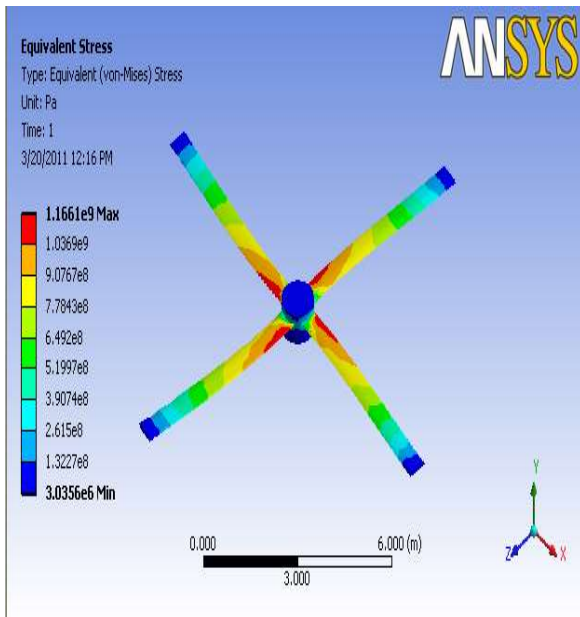 Equivalent Stress
Type: Equivalent (von-Mises) Stress
Unit: Pa
Time: 1
3/20/2011 12:16 PM
ANSYS
1.1661e9 Max
1.0369e9
9.0767e8
7.7843e8
6.492e8
5.1997e8
3.9074e8
2.615e8
1.3227e8
3.0356e6 Min
0.000
6.000 (m)
3.000
Y
Z
X